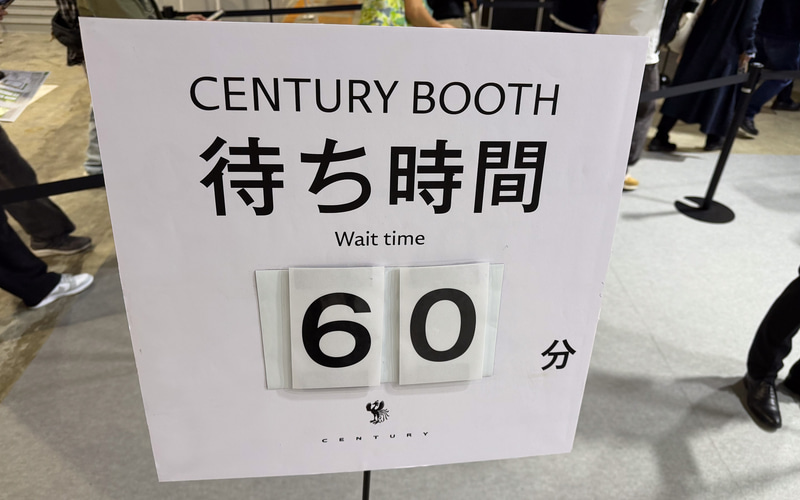 CENTURY BOOTH
待ち時間
Wait time
60
分
CENTURY